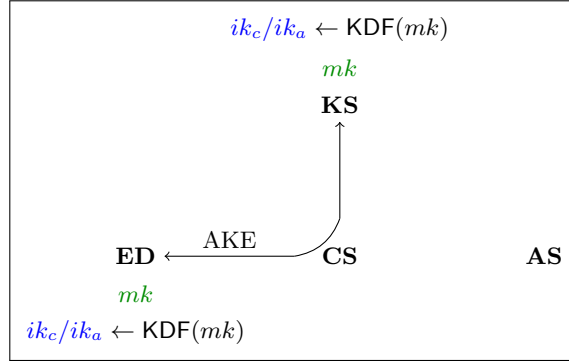 ik_c/ik_a ← KDF(mk)
mk
KS
AKE
ED CS AS
mk
ik_c/ik_a ← KDF(mk)